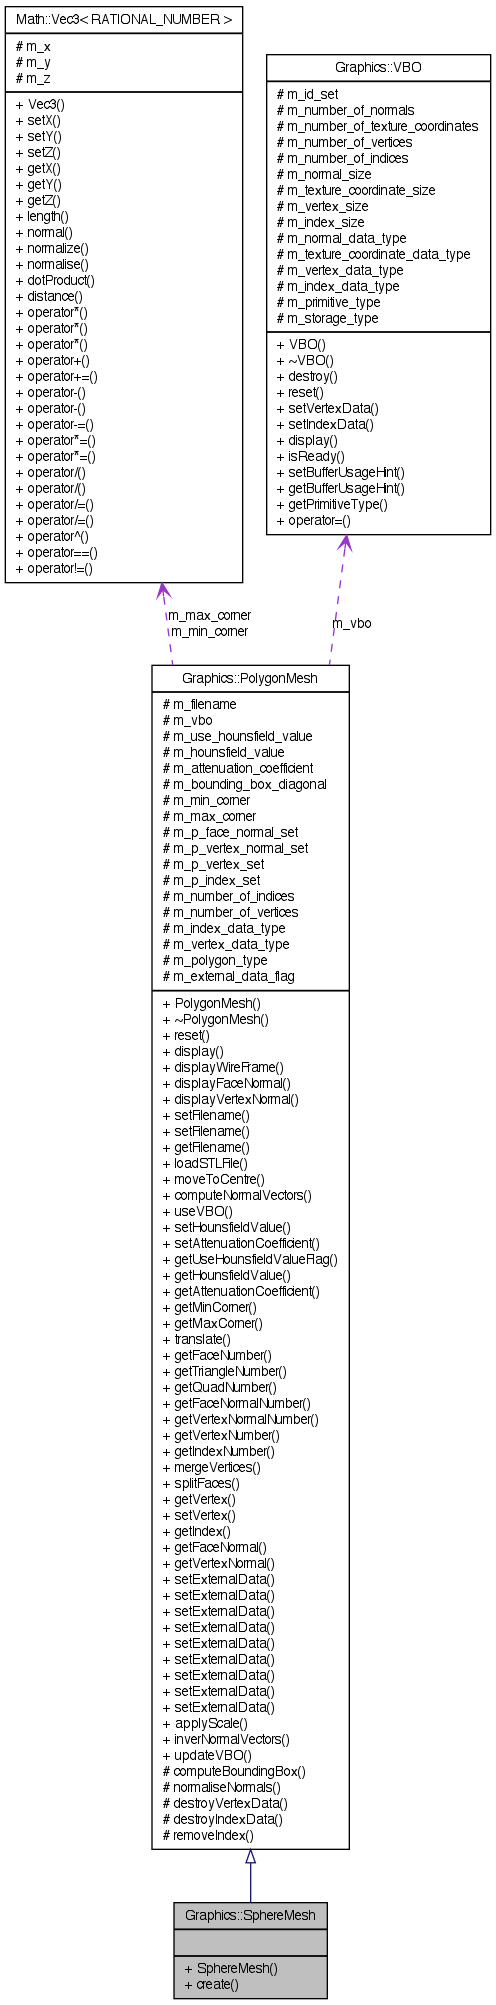 Math::Vec3< RATIONAL_NUMBER >
# m_x
# m_y
# m_z
+ Vec3()
+ setX()
+ setY()
+ setZ()
+ getX()
+ getY()
+ getZ()
+ length()
+ normal()
+ normalize()
+ normalise()
+ dotProduct()
+ distance()
+ operator*()
+ operator*()
+ operator*()
+ operator+()
+ operator+=()
+ operator-()
+ operator-()
+ operator-=()
+ operator*=()
+ operator*=()
+ operator/()
+ operator/()
+ operator/=()
+ operator/=()
+ operator^()
+ operator==()
+ operator!=()
Graphics::VBO
# m_id_set
# m_number_of_normals
# m_number_of_texture_coordinates
# m_number_of_vertices
# m_number_of_indices
# m_normal_size
# m_texture_coordinate_size
# m_vertex_size
# m_index_size
# m_normal_data_type
# m_texture_coordinate_data_type
# m_vertex_data_type
# m_index_data_type
# m_primitive_type
# m_storage_type
+ VBO()
+ ~VBO()
+ destroy()
+ reset()
+ setVertexData()
+ setIndexData()
+ display()
+ isReady()
+ setBufferUsageHint()
+ getBufferUsageHint()
+ getPrimitiveType()
+ operator=()
m_max_corner
m_min_corner
m_vbo
Graphics::PolygonMesh
# m_filename
# m_vbo
# m_use_hounsfield_value
# m_hounsfield_value
# m_attenuation_coefficient
# m_bounding_box_diagonal
# m_min_corner
# m_max_corner
# m_p_face_normal_set
# m_p_vertex_normal_set
# m_p_vertex_set
# m_p_index_set
# m_number_of_indices
# m_number_of_vertices
# m_index_data_type
# m_vertex_data_type
# m_polygon_type
# m_external_data_flag
+ PolygonMesh()
+ ~PolygonMesh()
+ reset()
+ display()
+ displayWireFrame()
+ displayFaceNormal()
+ displayVertexNormal()
+ setFilename()
+ setFilename()
+ getFilename()
+ loadSTLFile()
+ moveToCentre()
+ computeNormalVectors()
+ useVBO()
+ setHounsfieldValue()
+ setAttenuationCoefficient()
+ getUseHounsfieldValueFlag()
+ getHounsfieldValue()
+ getAttenuationCoefficient()
+ getMinCorner()
+ getMaxCorner()
+ translate()
+ getFaceNumber()
+ getTriangleNumber()
+ getQuadNumber()
+ getFaceNormalNumber()
+ getVertexNormalNumber()
+ getVertexNumber()
+ getIndexNumber()
+ mergeVertices()
+ splitFaces()
+ getVertex()
+ setVertex()
+ getIndex()
+ getFaceNormal()
+ getVertexNormal()
+ setExternalData()
+ setExternalData()
+ setExternalData()
+ setExternalData()
+ setExternalData()
+ setExternalData()
+ setExternalData()
+ setExternalData()
+ setExternalData()
+ applyScale()
+ inverNormalVectors()
+ updateVBO()
# computeBoundingBox()
# normaliseNormals()
# destroyVertexData()
# destroyIndexData()
# removeIndex()
Graphics::SphereMesh
+ SphereMesh()
+ create()